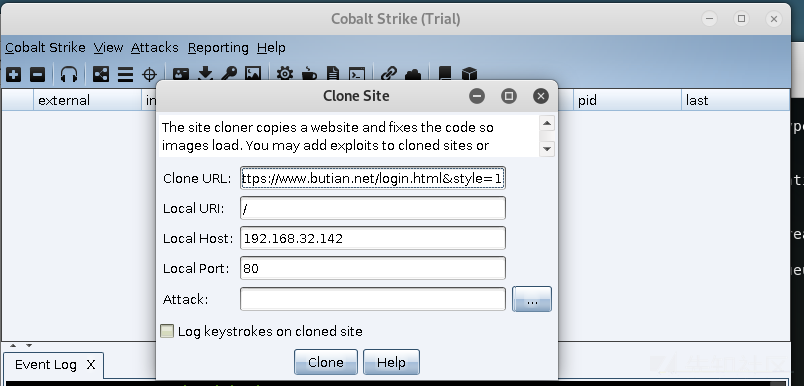 Cobalt Strike (Trial)
Cobalt Strike View Attacks Reporting Help
external
in
pid
last
Clone Site
The site cloner copies a website and fixes the code so
images load. You may add exploits to cloned sites or
Clone URL: ttps://www.butian.net/login.html&style=1
Local URI: /
Local Host: 192.168.32.142
Local Port: 80
Attack:
...
Log keystrokes on cloned site
Clone Help
Event Log X